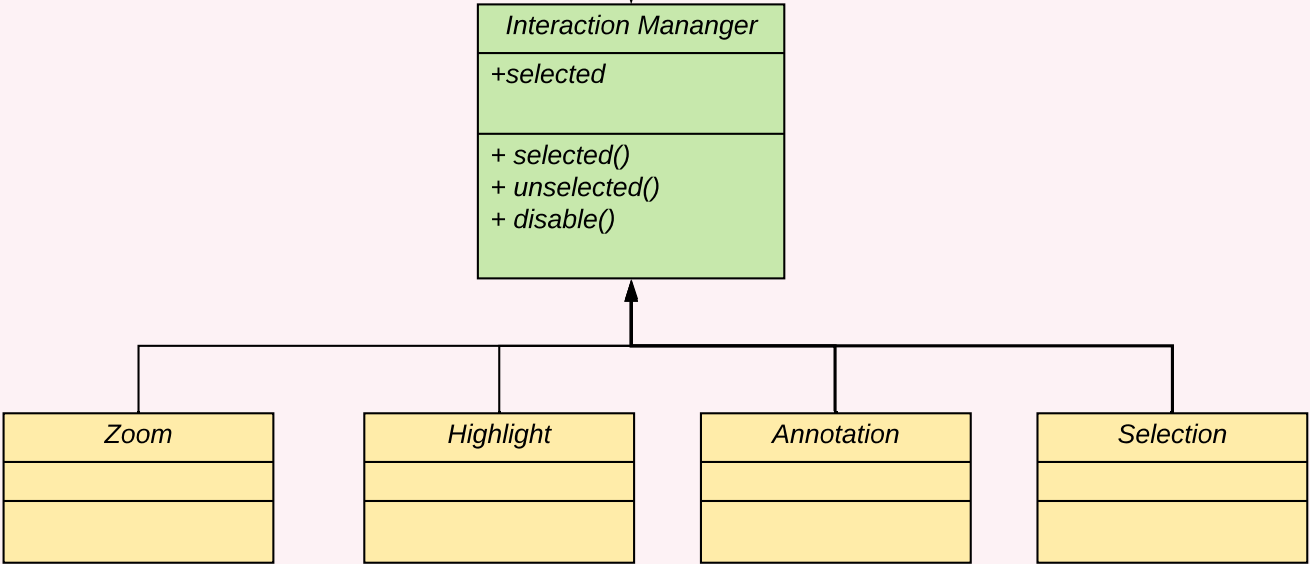 Interaction Mananger
+selected
+ selected()
+ unselected()
+ disable()
Zoom
Highlight
Annotation
Selection